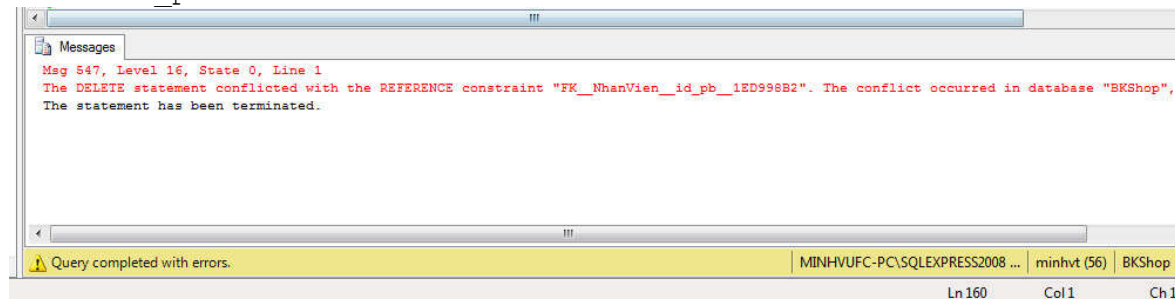 Messages
Msg 547, Level 16, State 0, Line 1
The DELETE statement conflicted with the REFERENCE constraint "FK__NhanVien__id_pb__1ED998B2". The conflict occurred in database "BKShop",
The statement has been terminated.
Query completed with errors.
MINHVUFC-PC\SQLEXPRESS2008 ...
minhvt (56)
BKShop
Ln 160
Col 1
Ch 1